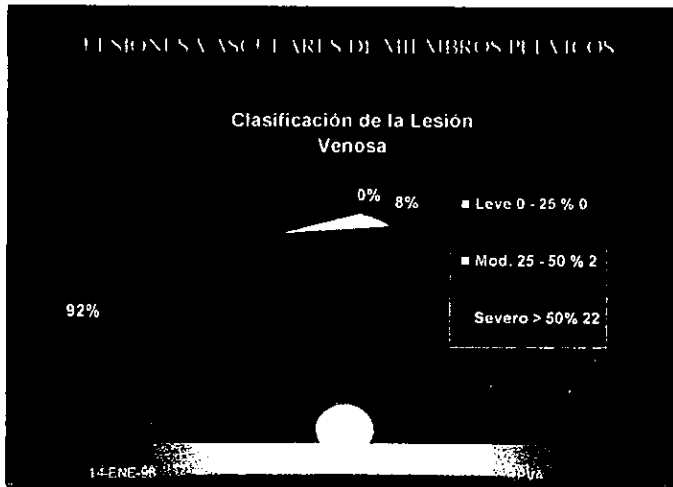 LESIONES VASCULARES DE MIEMBROS PELVICOS
Clasificación de la Lesión
Venosa
0%
8%
92%
Leve 0 - 25 % 0
Mod. 25 - 50 % 2
Severo > 50% 22
14-ENE-98